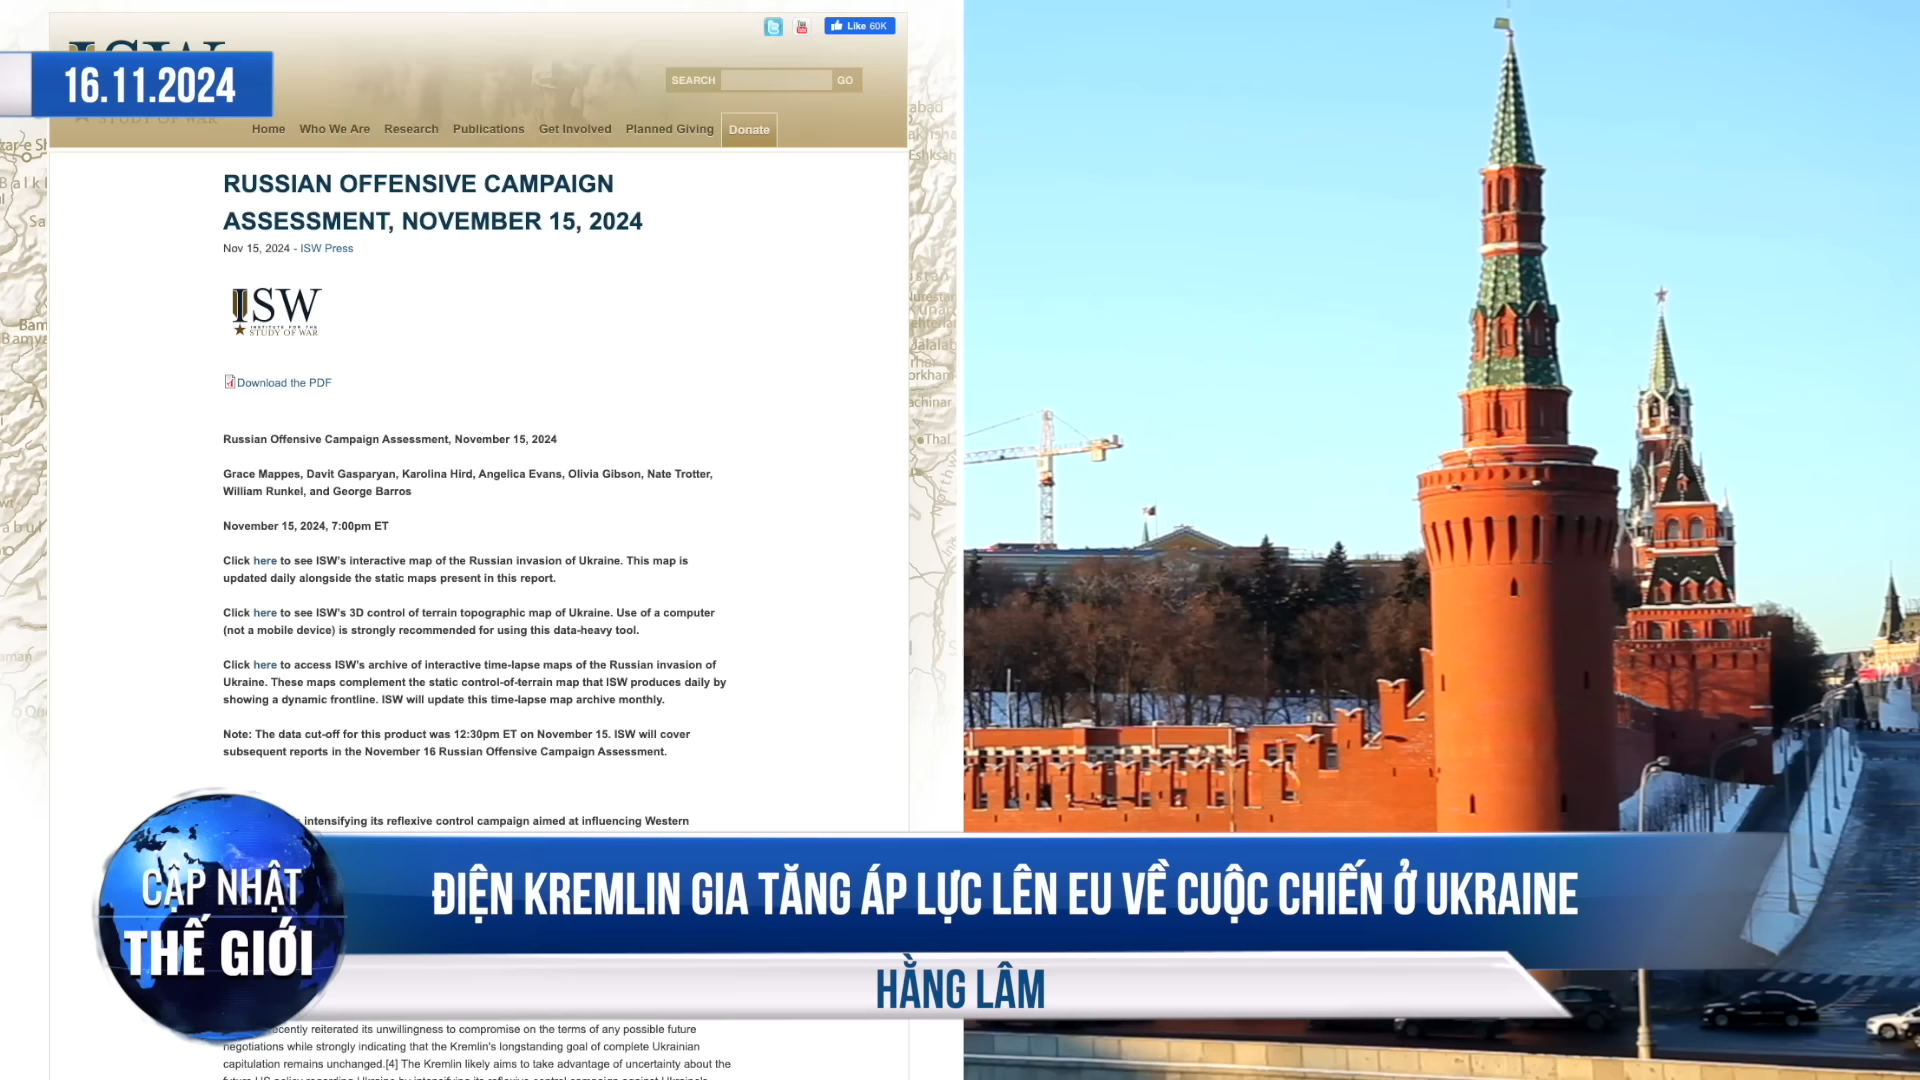 Like 60K
16.11.2024
SEARCH GO
STUDY OF WAR
Home Who We Are Research Publications Get Involved Planned Giving Donate
RUSSIAN OFFENSIVE CAMPAIGN
ASSESSMENT, NOVEMBER 15, 2024
Nov 15, 2024 - ISW Press
ISW
INSTITUTE FOR THE
STUDY OF WAR
Download the PDF
Russian Offensive Campaign Assessment, November 15, 2024
Grace Mappes, Davit Gasparyan, Karolina Hird, Angelica Evans, Olivia Gibson, Nate Trotter,
William Runkel, and George Barros
November 15, 2024, 7:00pm ET
Click here to see ISW's interactive map of the Russian invasion of Ukraine. This map is
updated daily alongside the static maps present in this report.
Click here to see ISW's 3D control of terrain topographic map of Ukraine. Use of a computer
(not a mobile device) is strongly recommended for using this data-heavy tool.
Click here to access ISW's archive of interactive time-lapse maps of the Russian invasion of
Ukraine. These maps complement the static control-of-terrain map that ISW produces daily by
showing a dynamic frontline. ISW will update this time-lapse map archive monthly.
Note: The data cut-off for this product was 12:30pm ET on November 15. ISW will cover
subsequent reports in the November 16 Russian Offensive Campaign Assessment.
intensifying its reflexive control campaign aimed at influencing Western
CẬP NHẬT
THẾ GIỚI
ĐIỆN KREMLIN GIA TĂNG ÁP LỰC LÊN EU VỀ CUỘC CHIẾN Ở UKRAINE
HẰNG LÂM
recently reiterated its unwillingness to compromise on the terms of any possible future
negotiations while strongly indicating that the Kremlin's longstanding goal of complete Ukrainian
capitulation remains unchanged.[4] The Kremlin likely aims to take advantage of uncertainty about the